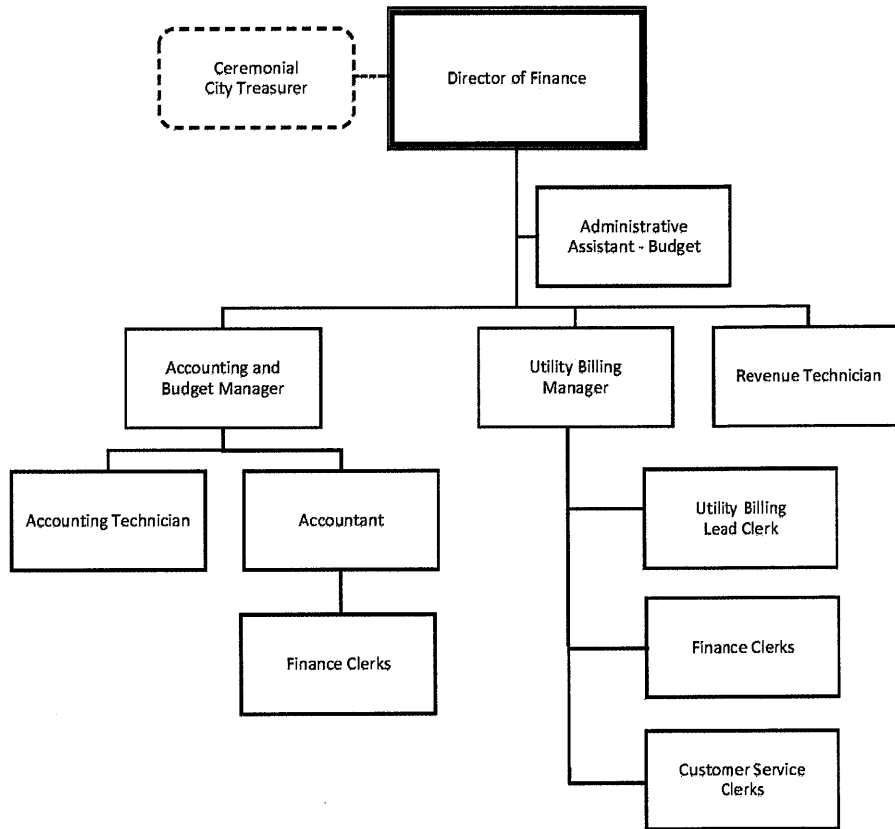 Ceremonial
City Treasurer
Director of Finance
Administrative
Assistant - Budget
Accounting and
Budget Manager
Utility Billing
Manager
Revenue Technician
Accounting Technician
Accountant
Utility Billing
Lead Clerk
Finance Clerks
Finance Clerks
Customer Service
Clerks